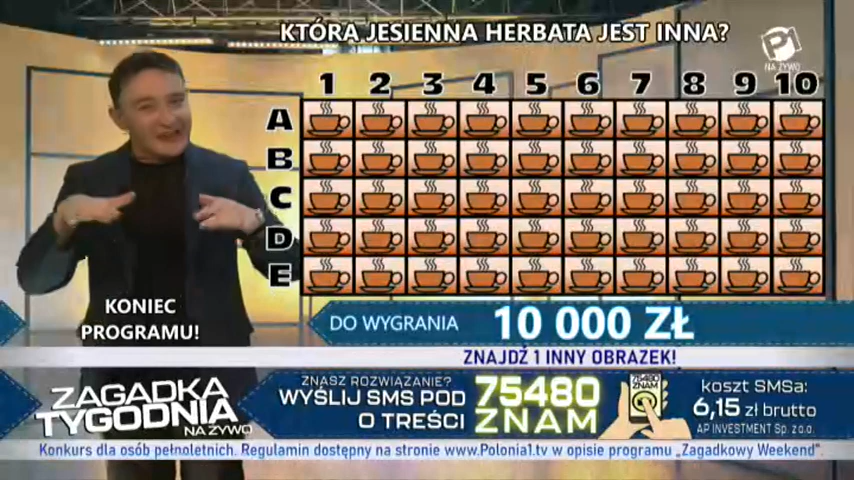 KTÓRA JESIENNA HERBATA JEST INNA?
P1
NA ŻYWO
1 2 3 4 5 6 7 8 9 10
A
B
C
D
E
KONIEC
PROGRAMU!
DO WYGRANIA 10 000 ZŁ
ZNAJDŹ 1 INNY OBRAZEK!
ZAGADKA
TYGODNIA
NA ŻYWO
ZNASZ ROZWIĄZANIE?
WYŚLIJ SMS POD 75480
O TREŚCI ZNAM
75480
ZNAM
koszt SMSa:
6,15 zł brutto
AP INVESTMENT Sp. z o.o.
Konkurs dla osób pełnoletnich. Regulamin dostępny na stronie www.Polonia1.tv w opisie programu „Zagadkowy Weekend".